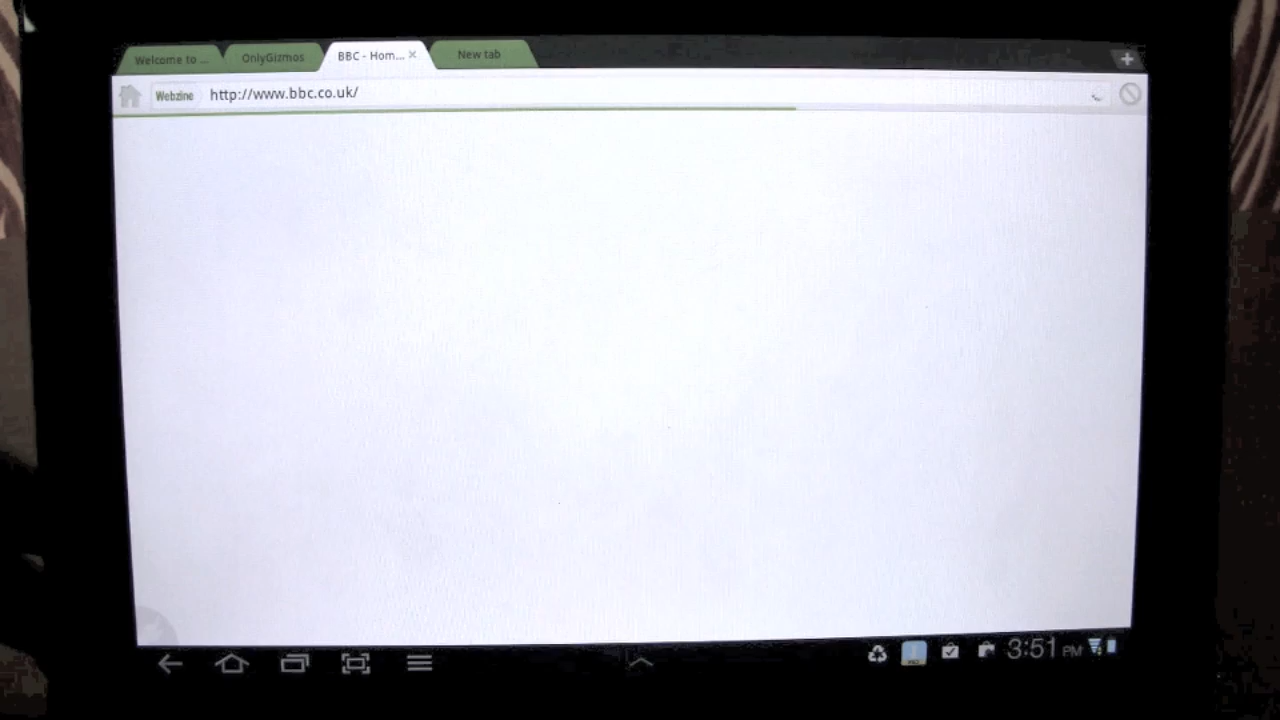 Welcome to ...
OnlyGizmos
BBC - Hom...
New tab
Webzine
http://www.bbc.co.uk/
3:51 PM